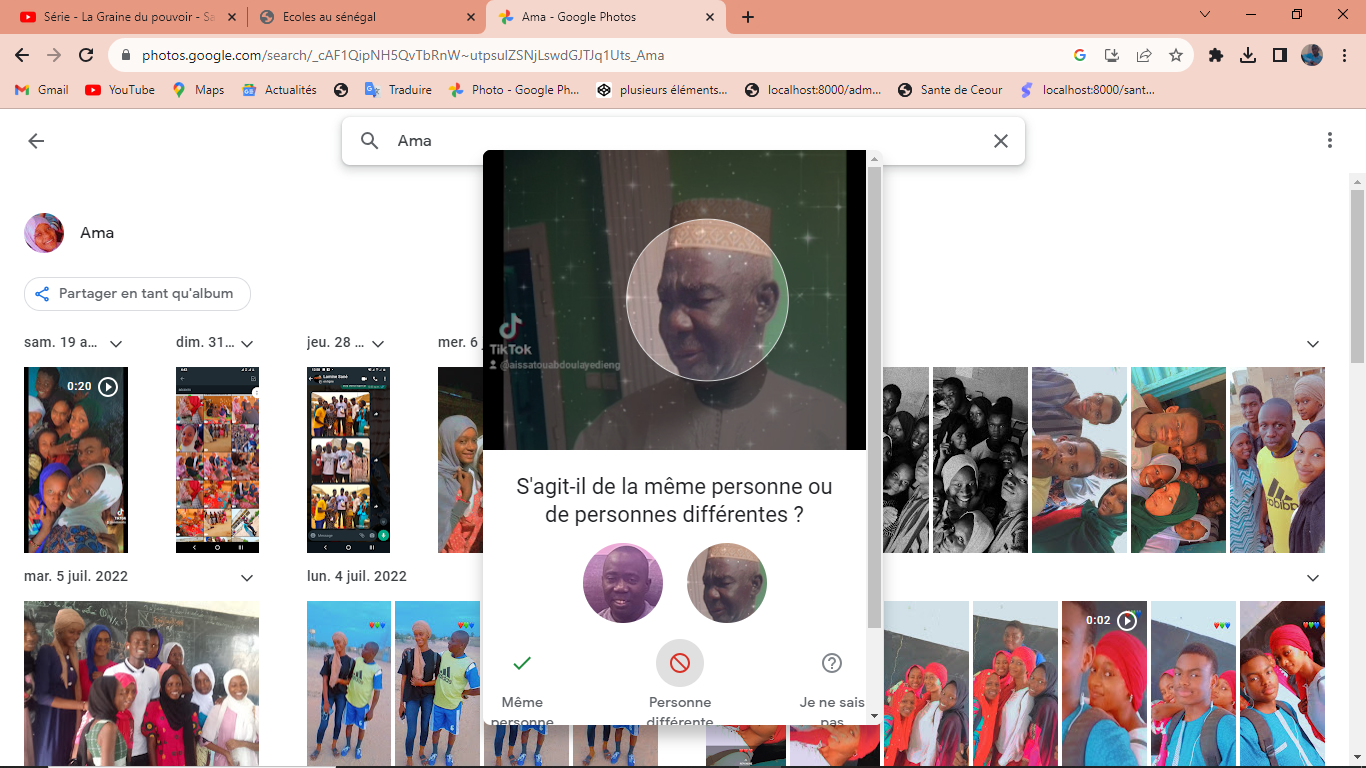 Série - La Graine du pouvoir - Sa
Ecoles au sénégal
Ama - Google Photos
photos.google.com/search/_cAF1QipNH5QvTbRnW~utpsulZSNjLswdGJTJq1Uts_Ama
Gmail
YouTube
Maps
Actualités
Traduire
Photo - Google Ph...
plusieurs éléments...
localhost:8000/adm...
Sante de Ceour
localhost:8000/sant...
Ama
Ama
Partager en tant qu'album
sam. 19 a...
dim. 31...
jeu. 28 ...
mer. 6
0:20
TikTok
@aissatouabdoulayedieng
S'agit-il de la même personne ou
de personnes différentes ?
Même
personne
Personne
différente
Je ne sais
pas
mar. 5 juil. 2022
lun. 4 juil. 2022
0:02
adidas